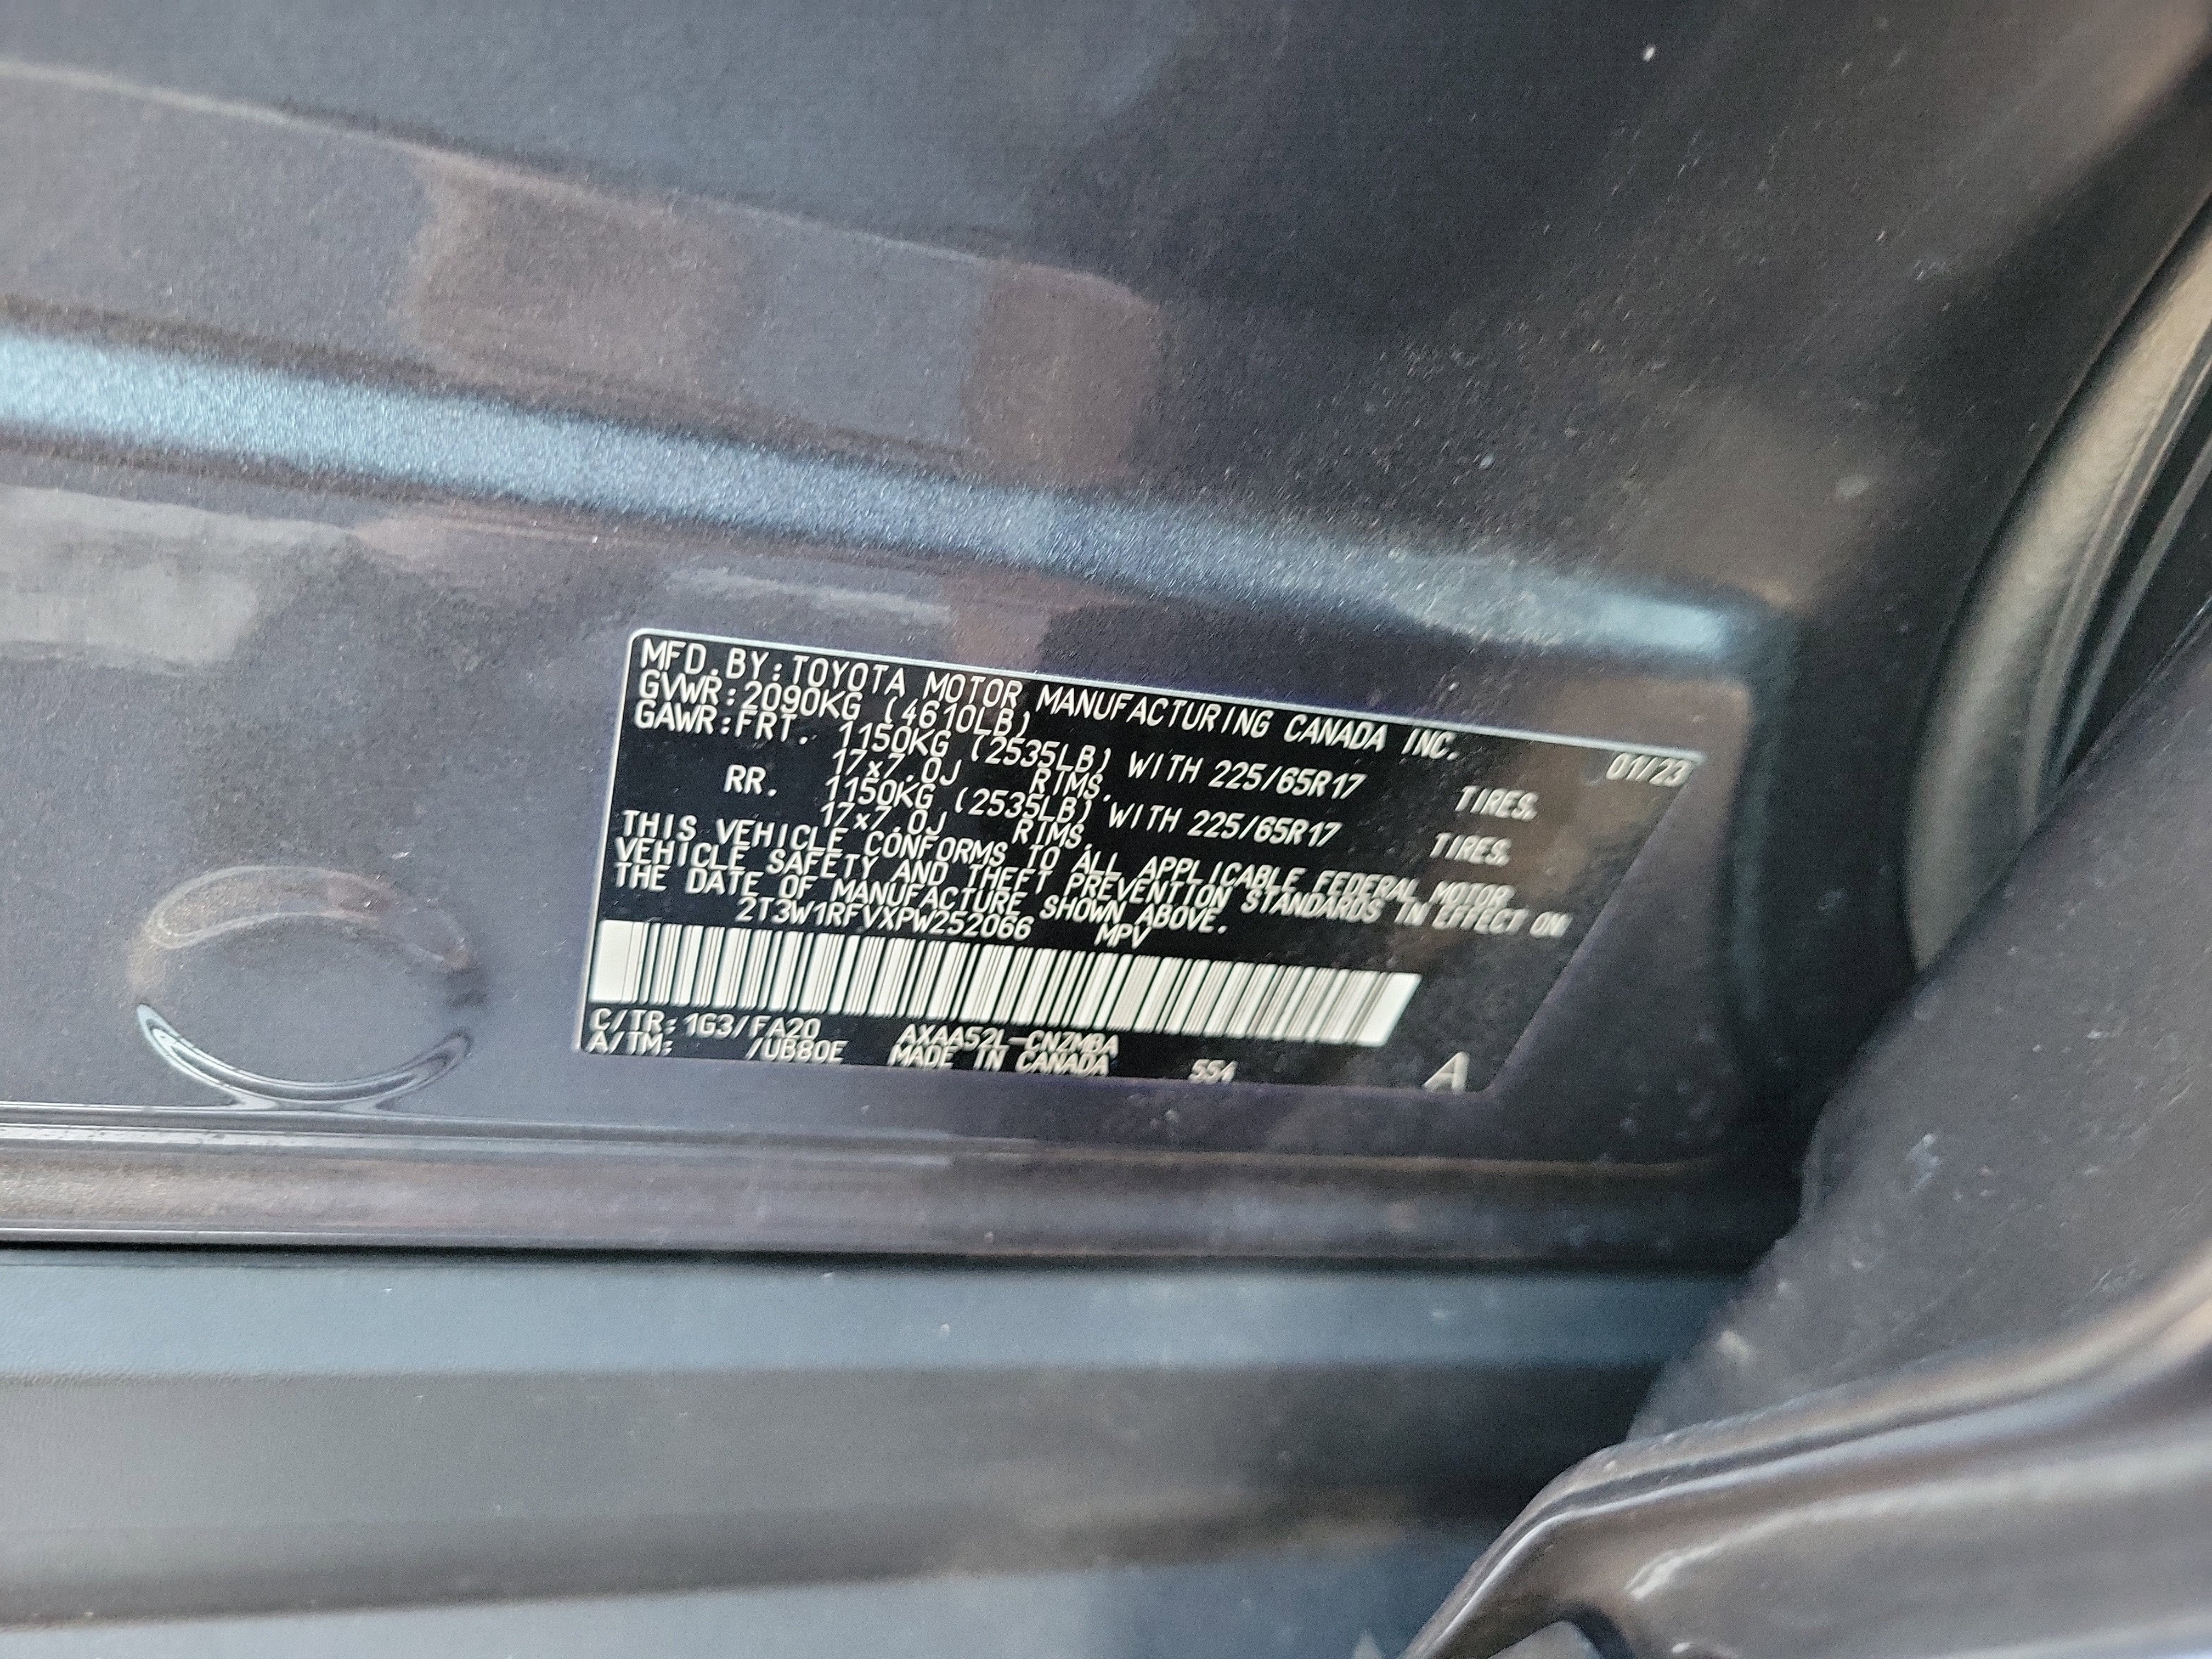 MFD.BY:TOYOTA MOTOR MANUFACTURING CANADA INC. 01/23
GVWR:2090KG (4610LB)
GAWR:FRT. 1150KG (2535LB) WITH 225/65R17 TIRES.
17x7.0J RIMS.
RR. 1150KG (2535LB) WITH 225/65R17 TIRES.
17x7.0J RIMS.
THIS VEHICLE CONFORMS TO ALL APPLICABLE FEDERAL MOTOR
VEHICLE SAFETY AND THEFT PREVENTION STANDARDS IN EFFECT ON
THE DATE OF MANUFACTURE SHOWN ABOVE.
2T3W1RFVXPW252066 MPV
C/TR:1G3/FA20 AXAA52L-CNZMBA
A/TM: /UB80E MADE IN CANADA 554 A